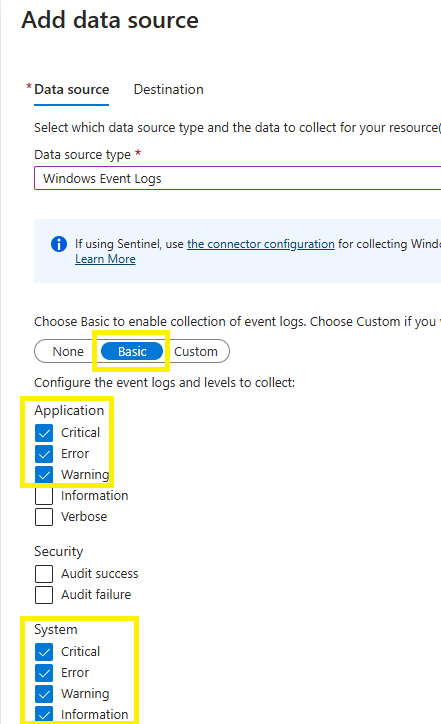 Add data source
* Data source Destination
Select which data source type and the data to collect for your resource(
Data source type *
Windows Event Logs
If using Sentinel, use the connector configuration for collecting Windo
Learn More
Choose Basic to enable collection of event logs. Choose Custom if you
None Basic Custom
Configure the event logs and levels to collect:
Application
Critical
Error
Warning
Information
Verbose
Security
Audit success
Audit failure
System
Critical
Error
Warning
Information